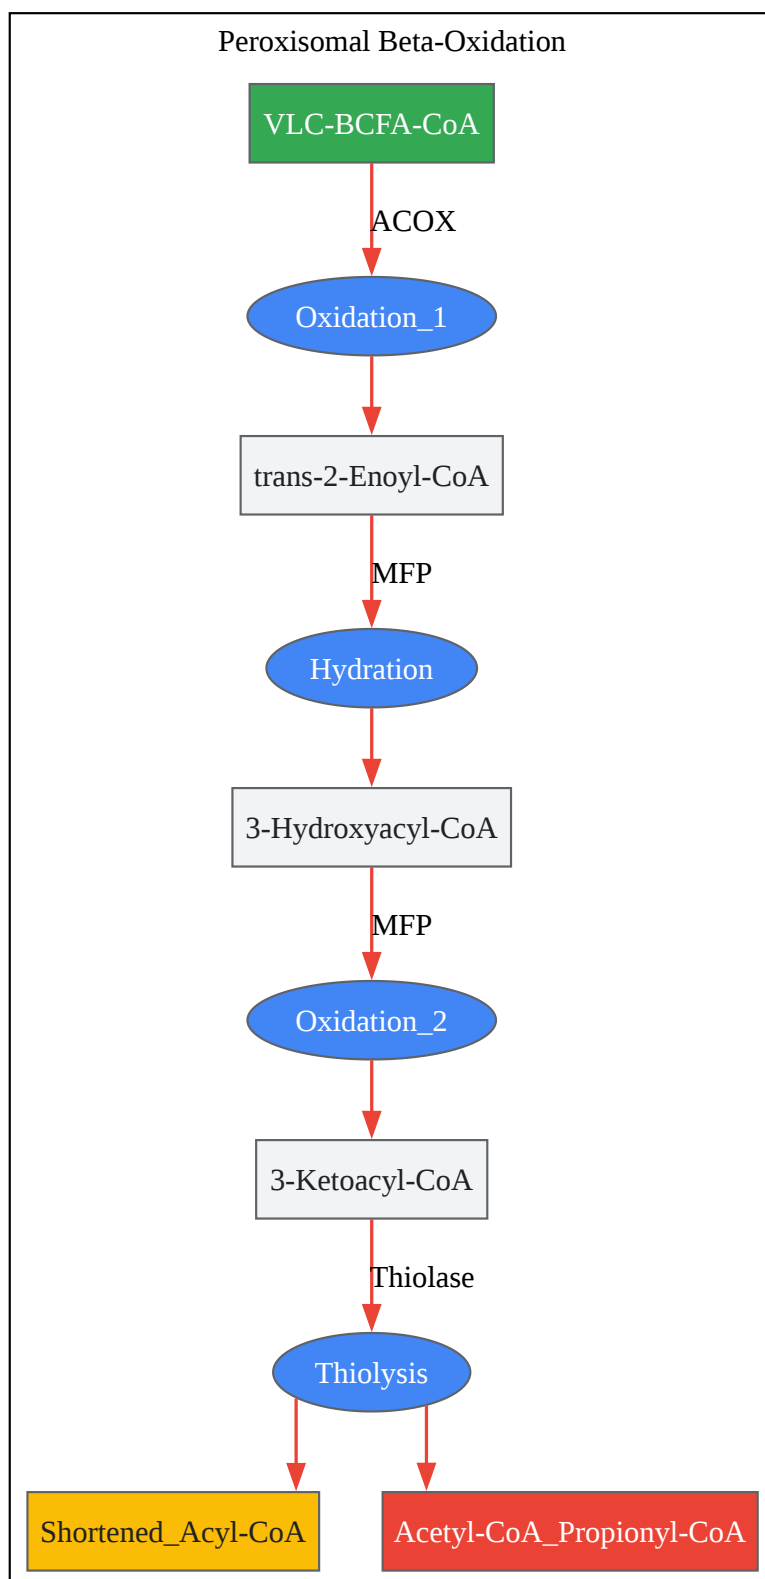 Peroxisomal Beta-Oxidation
VLC-BCFA-CoA
ACOX
Oxidation_1
trans-2-Enoyl-CoA
MFP
Hydration
3-Hydroxyacyl-CoA
MFP
Oxidation_2
3-Ketoacyl-CoA
Thiolase
Thiolysis
Shortened_Acyl-CoA
Acetyl-CoA_Propionyl-CoA